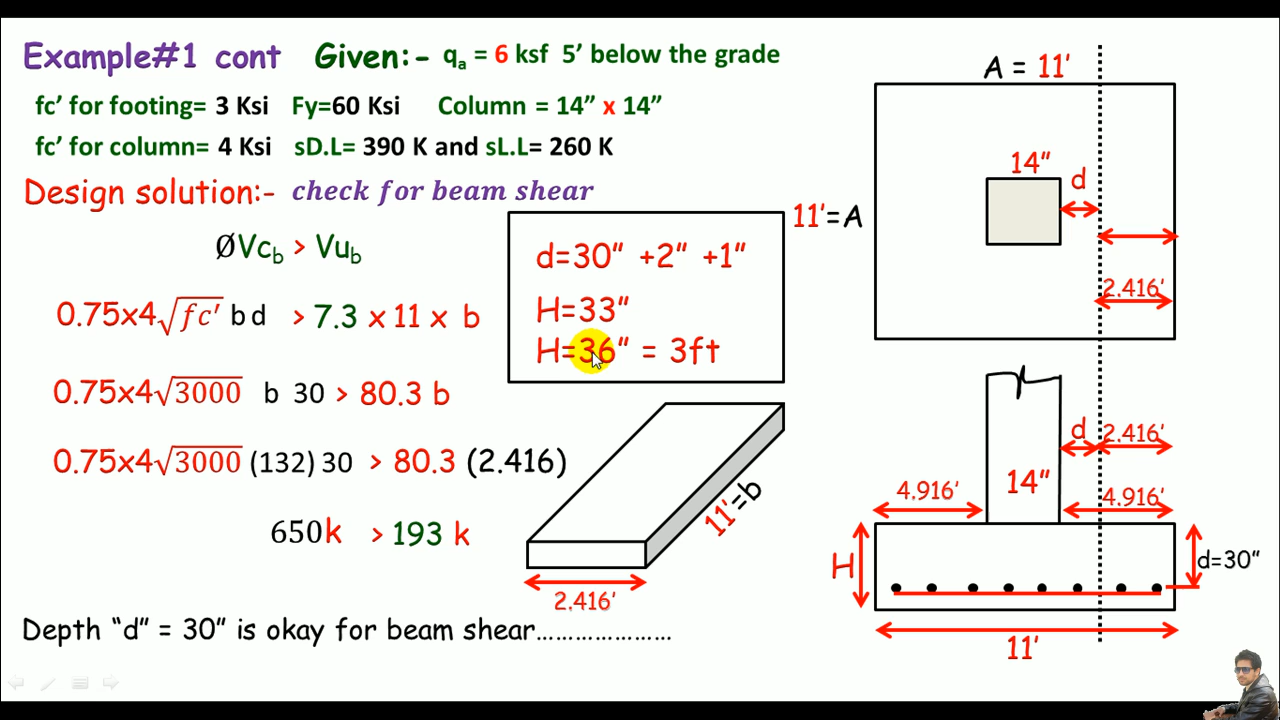 Example#1 cont Given:- qₐ = 6 ksf 5’ below the grade
fc’ for footing= 3 Ksi Fy=60 Ksi Column = 14” x 14”
fc’ for column= 4 Ksi sD.L= 390 K and sL.L= 260 K
Design solution:- check for beam shear
ØVc_b > Vu_b
0.75x4√fc′ b d > 7.3 x 11 x b
0.75x4√3000 b 30 > 80.3 b
0.75x4√3000 (132) 30 > 80.3 (2.416)
650k > 193 k
Depth “d” = 30” is okay for beam shear.....................
d=30” +2” +1”
H=33”
H=36” = 3ft
11’=b
2.416’
A = 11’
11’=A
14”
d
2.416’
d
2.416’
14”
4.916’
4.916’
H
d=30”
11’